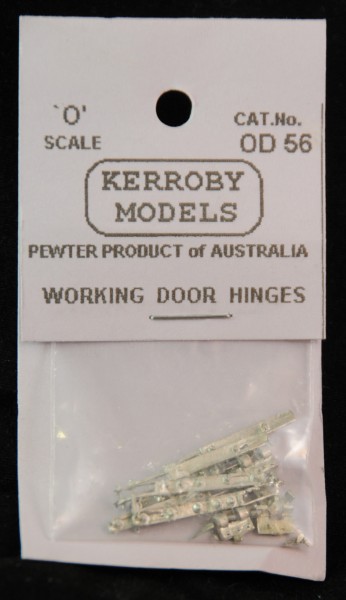 `O'
SCALE
CAT.No.
OD 56
KERROBY
MODELS
PEWTER PRODUCT of AUSTRALIA
WORKING DOOR HINGES